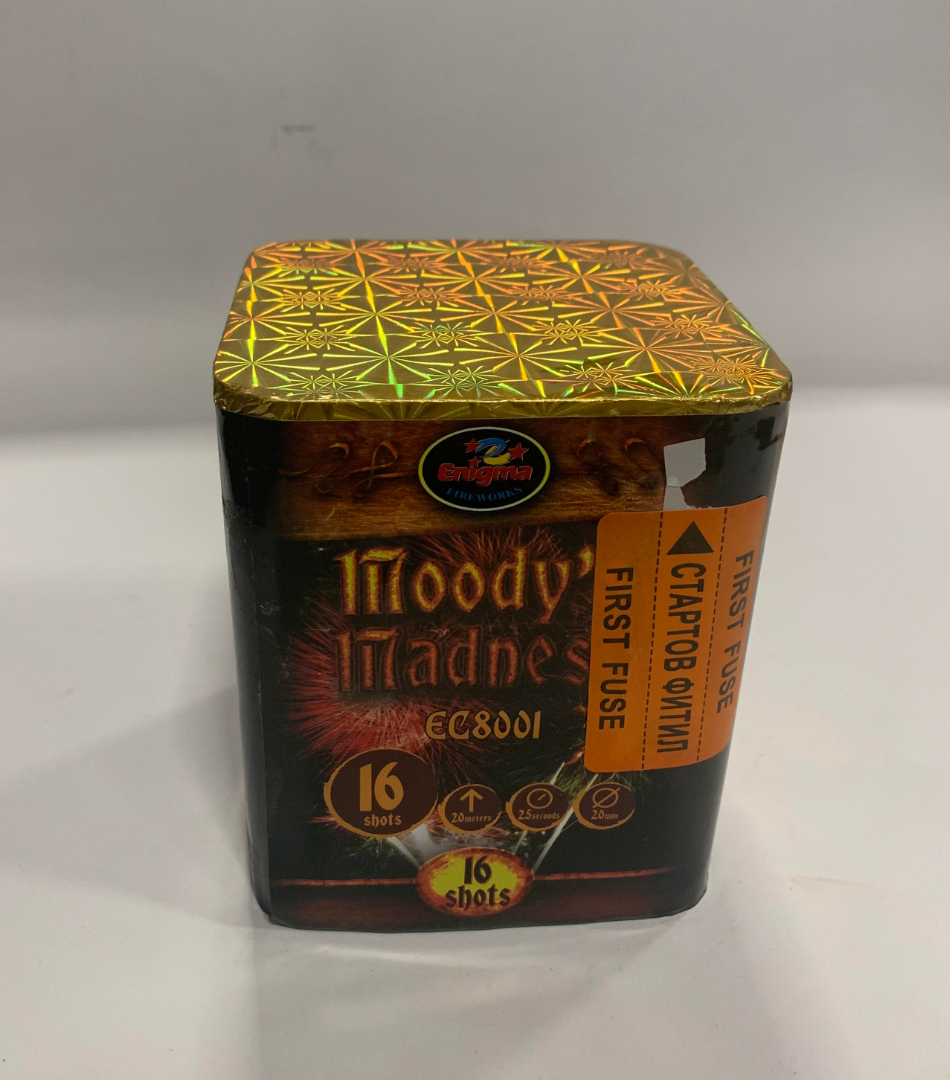 Enigma
FIREWORKS
Moody'
Madnes
EC8001
16
shots
20meters
25seconds
20mm
16
shots
FIRST FUSE
СТАРТОВ ФИТИЛ
FIRST FUSE